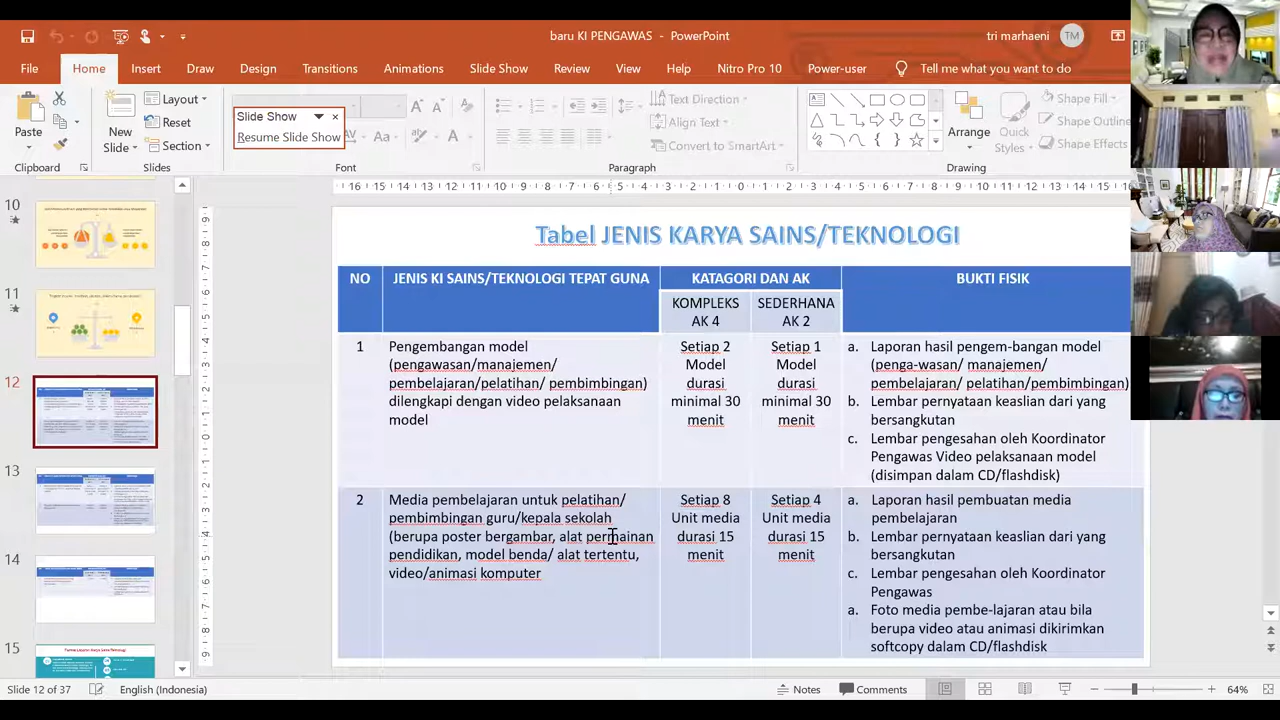 baru KI PENGAWAS - PowerPoint
tri marhaeni TM
File Home Insert Draw Design Transitions Animations Slide Show Review View Help Nitro Pro 10 Power-user Tell me what you want to do
Paste
New
Slide
Layout
Reset
Section
Slide Show
Resume Slide Show
Aa
A
Text Direction
Align Text
Convert to SmartArt
Arrange
Quick
Styles
Shape Fill
Shape Outline
Shape Effects
Clipboard Slides Font Paragraph Drawing
10
11
12
13
14
15
Tabel JENIS KARYA SAINS/TEKNOLOGI
NO JENIS KI SAINS/TEKNOLOGI TEPAT GUNA KATAGORI DAN AK BUKTI FISIK
KOMPLEKS
AK 4
SEDERHANA
AK 2
1
Pengembangan model
(pengawasan/manajemen/
pembelajaran/pelatihan/ pembimbingan)
dilengkapi dengan video pelaksanaan
model
Setiap 2
Model
durasi
minimal 30
menit
Setiap 1
Model
durasi
minimal 30
menit
a. Laporan hasil pengem-bangan model
(penga-wasan/ manajemen/
pembelajaran/ pelatihan/pembimbingan)
b. Lembar pernyataan keaslian dari yang
bersangkutan
c. Lembar pengesahan oleh Koordinator
Pengawas Video pelaksanaan model
(disimpan dalam CD/flashdisk)
2
Media pembelajaran untuk pelatihan/
pembimbingan guru/kepala sekolah
(berupa poster bergambar, alat permainan
pendidikan, model benda/ alat tertentu,
video/animasi komputer
Setiap 8
Unit media
durasi 15
menit
Setiap 4
Unit media
durasi 15
menit
a. Laporan hasil pembuatan media
pembelajaran
b. Lembar pernyataan keaslian dari yang
bersangkutan
c. Lembar pengesahan oleh Koordinator
Pengawas
a. Foto media pembe-lajaran atau bila
berupa video atau animasi dikirimkan
softcopy dalam CD/flashdisk
Slide 12 of 37 English (Indonesia) Notes Comments 64%